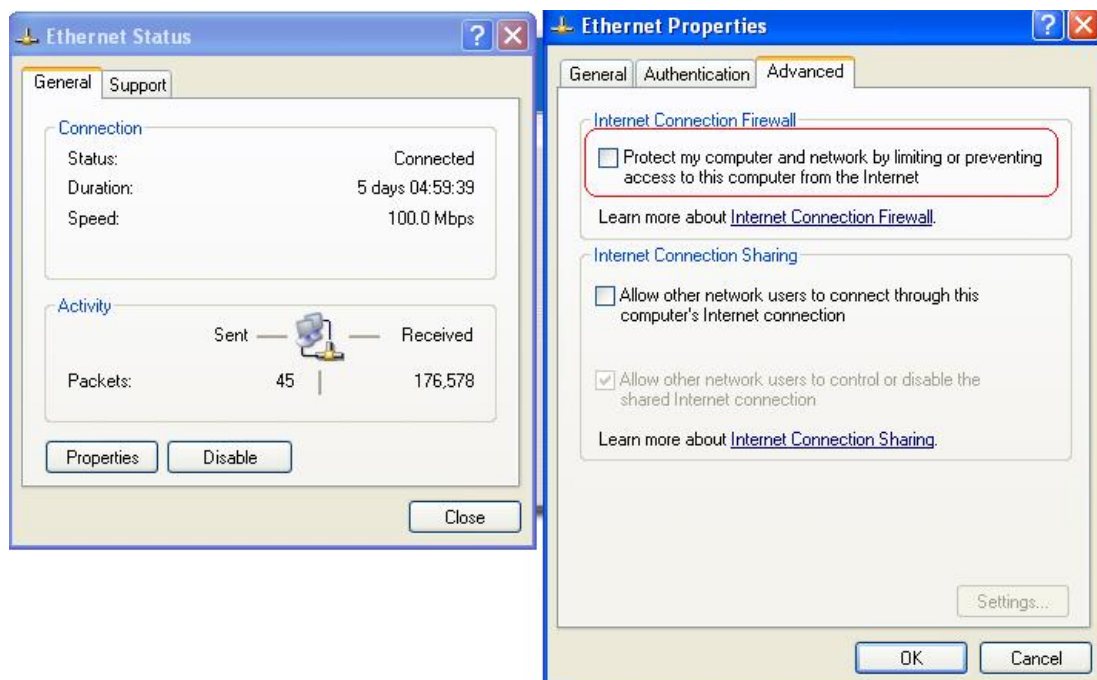 Ethernet Status
General Support
Connection
Status: Connected
Duration: 5 days 04:59:39
Speed: 100.0 Mbps
Activity
Sent Received
Packets: 45 176,578
Properties Disable
Close
Ethernet Properties
General Authentication Advanced
Internet Connection Firewall
Protect my computer and network by limiting or preventing
access to this computer from the Internet
Learn more about Internet Connection Firewall.
Internet Connection Sharing
Allow other network users to connect through this
computer's Internet connection
Allow other network users to control or disable the
shared Internet connection
Learn more about Internet Connection Sharing.
Settings...
OK Cancel